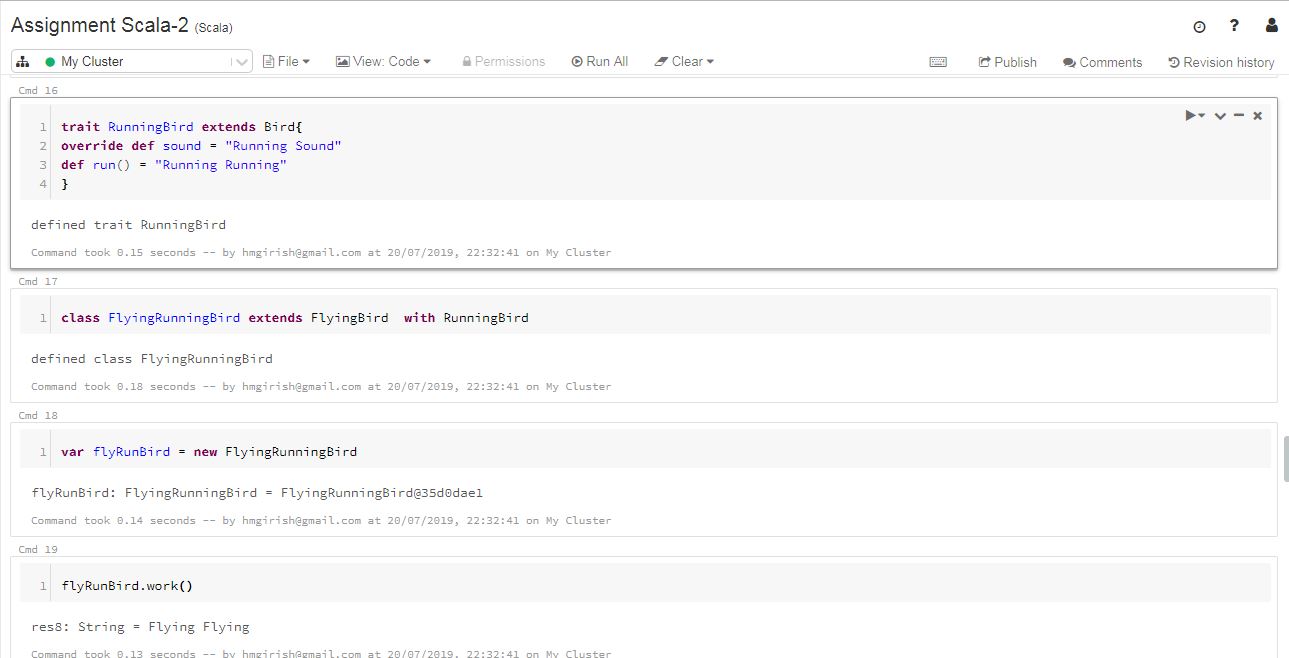 Assignment Scala-2 (Scala)
?
My Cluster File View: Code Permissions Run All Clear Publish Comments Revision history
Cmd 16
1 trait RunningBird extends Bird{
2 override def sound = "Running Sound"
3 def run() = "Running Running"
4 }
defined trait RunningBird
Command took 0.15 seconds -- by hmgirish@gmail.com at 20/07/2019, 22:32:41 on My Cluster
Cmd 17
1 class FlyingRunningBird extends FlyingBird  with RunningBird
defined class FlyingRunningBird
Command took 0.18 seconds -- by hmgirish@gmail.com at 20/07/2019, 22:32:41 on My Cluster
Cmd 18
1 var flyRunBird = new FlyingRunningBird
flyRunBird: FlyingRunningBird = FlyingRunningBird@35d0dae1
Command took 0.14 seconds -- by hmgirish@gmail.com at 20/07/2019, 22:32:41 on My Cluster
Cmd 19
1 flyRunBird.work()
res8: String = Flying Flying
Command took 0.13 seconds -- by hmgirish@gmail.com at 20/07/2019, 22:32:41 on My Cluster